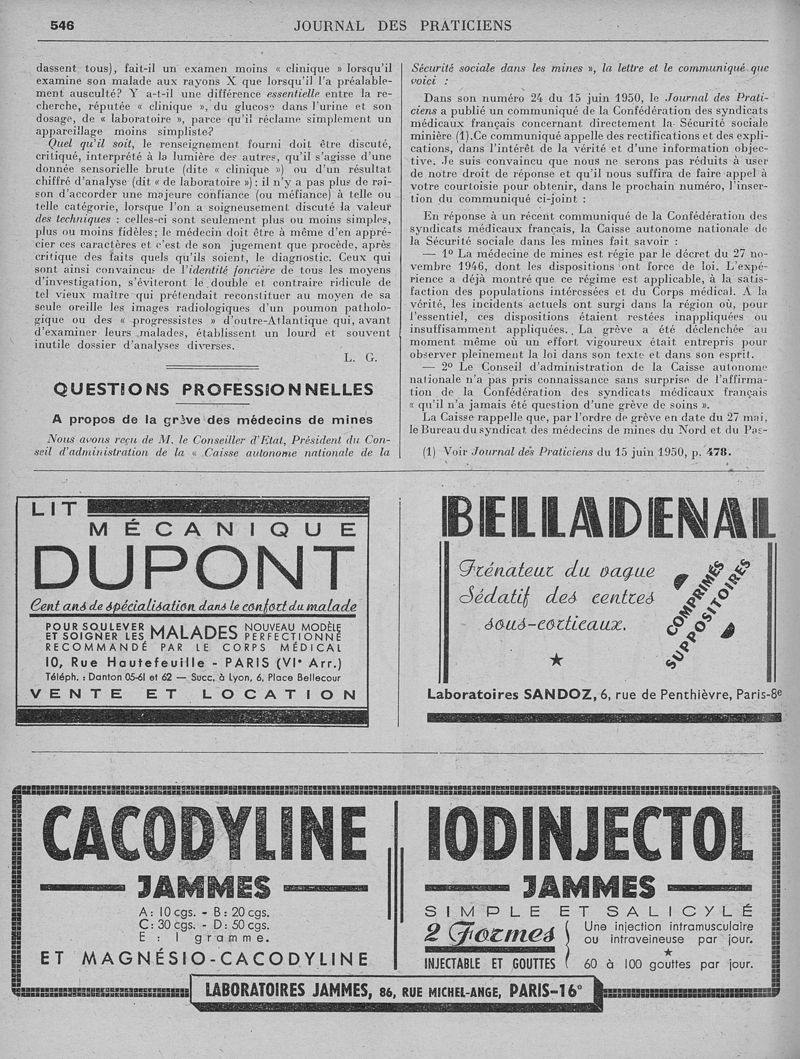 546
JOURNAL DES PRATICIENS
dassent tous), fait-il un examen moins « clinique » lorsqu'il
examine son malade aux rayons X que lorsqu'il l'a préalable-
ment ausculté? Y a-t-il une différence essentielle entre la re-
cherche, réputée « clinique », du glucose dans l'urine et son
dosage, de « laboratoire », parce qu'il réclame simplement un
appareillage moins simpliste?
Quel qu'il soit, le renseignement fourni doit être discuté,
critiqué, interprété à la lumière des autres, qu'il s'agisse d'une
donnée sensorielle brute (dite « clinique ») ou d'un résultat
chiffré d'analyse (dit « de laboratoire ») : il n'y a pas plus de rai-
son d'accorder une majeure confiance (ou méfiance) à telle ou
telle catégorie, lorsque l'on a soigneusement discuté la valeur
des techniques : celles-ci sont seulement plus ou moins simples,
plus ou moins fidèles; le médecin doit être à même d'en appré-
cier ces caractères et c'est de son jugement que procède, après
critique des faits quels qu'ils soient, le diagnostic. Ceux qui
sont ainsi convaincus de l'identité foncière de tous les moyens
d'investigation, s'éviteront le double et contraire ridicule de
tel vieux maître qui prétendait reconstituer au moyen de sa
seule oreille les images radiologiques d'un poumon patholo-
gique ou des « progressistes » d'outre-Atlantique qui, avant
d'examiner leurs malades, établissent un lourd et souvent
inutile dossier d'analyses diverses.
L. G.
QUESTIONS PROFESSIONNELLES
A propos de la grève des médecins de mines
Nous avons reçu de M. le Conseiller d'Etat, Président du Con-
seil d'administration de la « Caisse autonome nationale de la
Sécurité sociale dans les mines », la lettre et le communiqué que
voici :
Dans son numéro 24 du 15 juin 1950, le Journal des Prati-
ciens a publié un communiqué de la Confédération des syndicats
médicaux français concernant directement la Sécurité sociale
minière (1).Ce communiqué appelle des rectifications et des expli-
cations, dans l'intérêt de la vérité et d'une information objec-
tive. Je suis convaincu que nous ne serons pas réduits à user
de notre droit de réponse et qu'il nous suffira de faire appel à
votre courtoisie pour obtenir, dans le prochain numéro, l'inser-
tion du communiqué ci-joint :
En réponse à un récent communiqué de la Confédération des
syndicats médicaux français, la Caisse autonome nationale de
la Sécurité sociale dans les mines fait savoir :
— 1° La médecine de mines est régie par le décret du 27 no-
vembre 1946, dont les dispositions ont force de loi. L'expé-
rience a déjà montré que ce régime est applicable, à la satis-
faction des populations intéressées et du Corps médical. A la
vérité, les incidents actuels ont surgi dans la région où, pour
l'essentiel, ces dispositions étaient restées inappliquées ou
insuffisamment appliquées. La grève a été déclenchée au
moment même où un effort vigoureux était entrepris pour
observer pleinement la loi dans son texte et dans son esprit.
— 2° Le Conseil d'administration de la Caisse autonome
nationale n'a pas pris connaissance sans surprise de l'affirma-
tion de la Confédération des syndicats médicaux français
« qu'il n'a jamais été question d'une grève de soins ».
La Caisse rappelle que, par l'ordre de grève en date du 27 mai,
le Bureau du syndicat des médecins de mines du Nord et du Pas-
(1) Voir Journal des Praticiens du 15 juin 1950, p. 478.
LIT
MÉCANIQUE
DUPONT
Cent ans de spécialisation dans le confort du malade
POUR SOULEVER
ET SOIGNER LES
MALADES
NOUVEAU MODÈLE
PERFECTIONNÉ
RECOMMANDÉ PAR LE CORPS MÉDICAL
10, Rue Hautefeuille - PARIS (VIe Arr.)
Téléph. : Danton 05-61 et 62 — Succ. à Lyon, 6, Place Bellecour
VENTE ET LOCATION
BELLADENAL
Frénateur du vague
Sédatif des centres
sous-corticaux.
COMPRIMÉS
SUPPOSITOIRES
Laboratoires SANDOZ, 6, rue de Penthièvre, Paris-8e
CACODYLINE
JAMMES
A : 10 cgs. - B : 20 cgs.
C : 30 cgs. - D : 50 cgs.
E : 1 gramme.
ET MAGNÉSIO-CACODYLINE
IODINJECTOL
JAMMES
SIMPLE ET SALICYLÉ
2 Formes
INJECTABLE ET GOUTTES
Une injection intramusculaire
ou intraveineuse par jour.
60 à 100 gouttes par jour.
LABORATOIRES JAMMES, 86, RUE MICHEL-ANGE, PARIS-16e